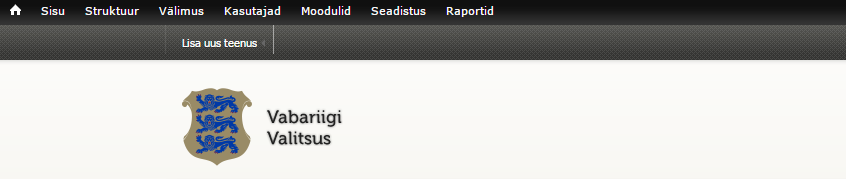 Sisu Struktuur Välimus Kasutajad Moodulid Seadistus Raportid
Lisa uus teenus
Vabariigi
Valitsus